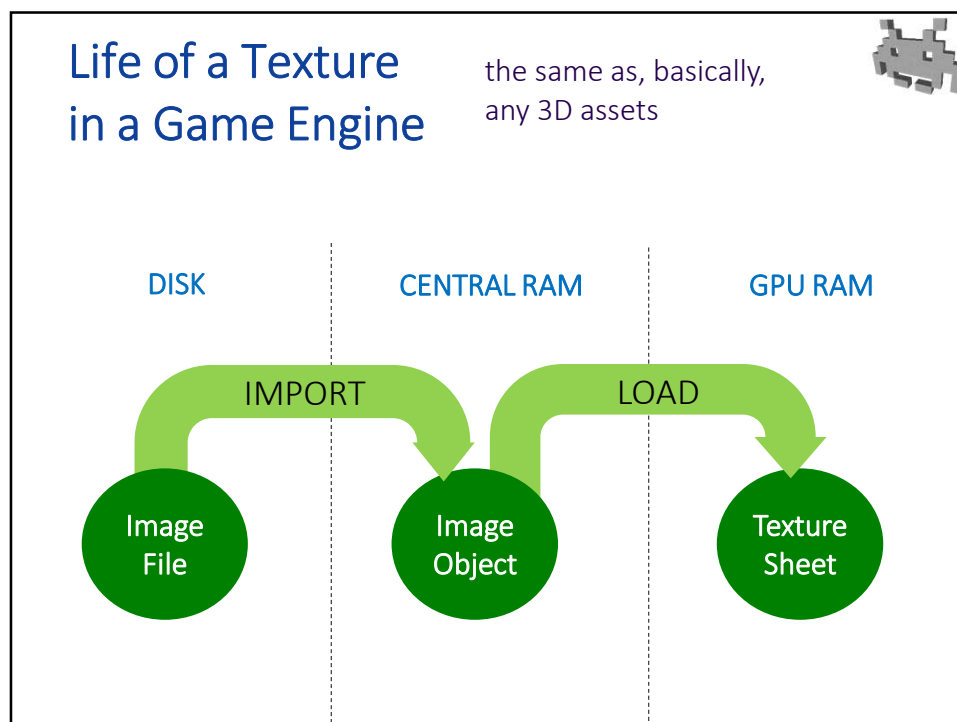 Life of a Texture
in a Game Engine
the same as, basically,
any 3D assets
DISK
CENTRAL RAM
GPU RAM
IMPORT
LOAD
Image
File
Image
Object
Texture
Sheet